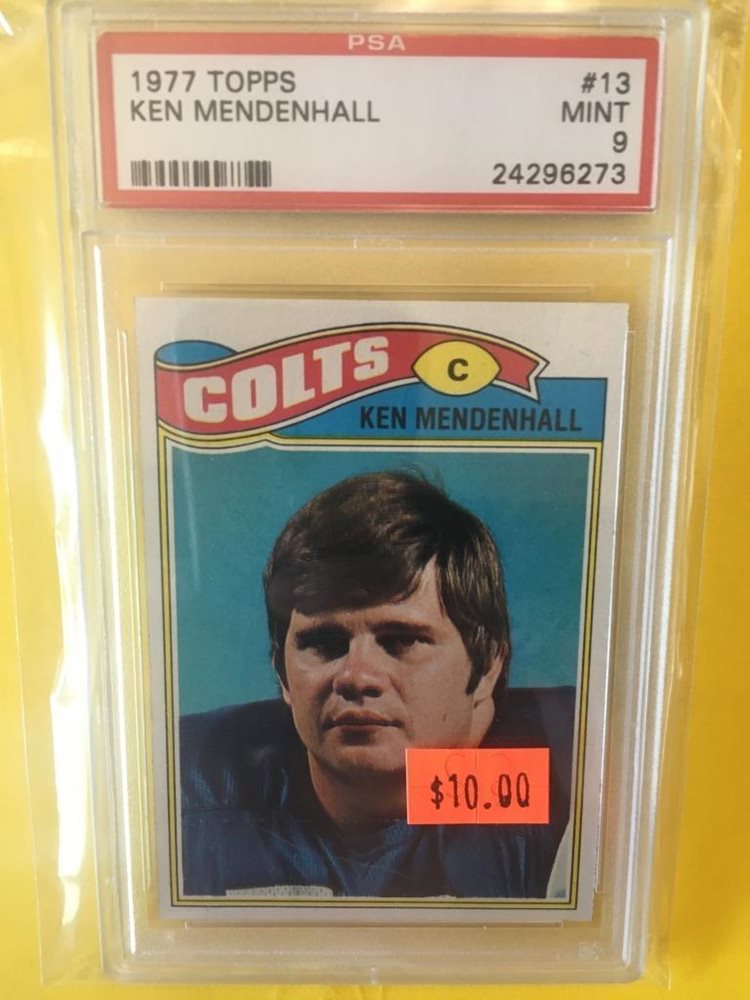 PSA
1977 TOPPS #13
KEN MENDENHALL MINT
9
24296273
COLTS C
KEN MENDENHALL
$10.00